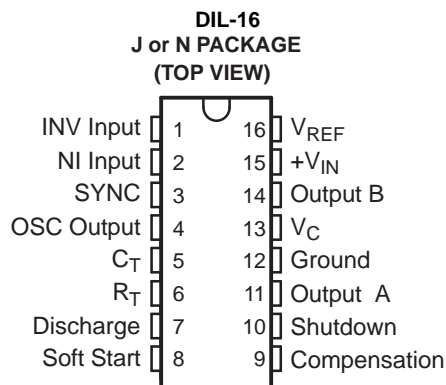 DIL-16
J or N PACKAGE
(TOP VIEW)
INV Input 1 16 VREF
NI Input 2 15 +VIN
SYNC 3 14 Output B
OSC Output 4 13 VC
CT 5 12 Ground
RT 6 11 Output A
Discharge 7 10 Shutdown
Soft Start 8 9 Compensation